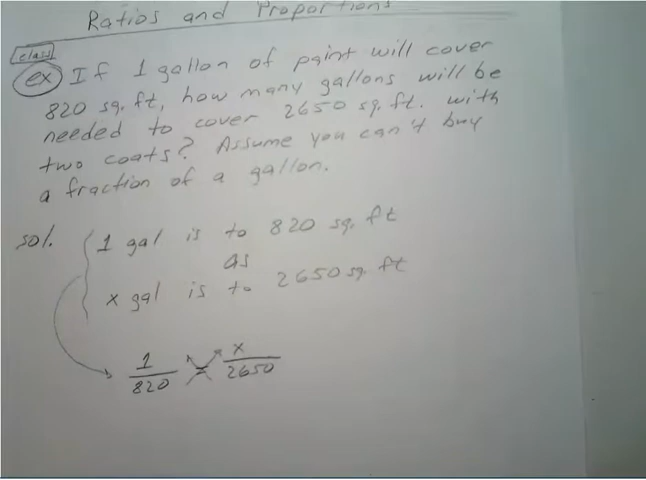 Ratios and Proportions
class
ex If 1 gallon of paint will cover
820 sq. ft, how many gallons will be
needed to cover 2650 sq. ft. with
two coats? Assume you can't buy
a fraction of a gallon.
sol. 1 gal is to 820 sq. ft
as
x gal is to 2650 sq ft
1/820 = x/2650